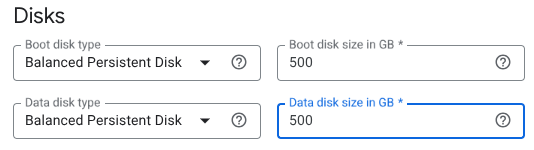 Disks
Boot disk type
Boot disk size in GB *
Balanced Persistent Disk
500
Data disk type
Data disk size in GB *
Balanced Persistent Disk
500